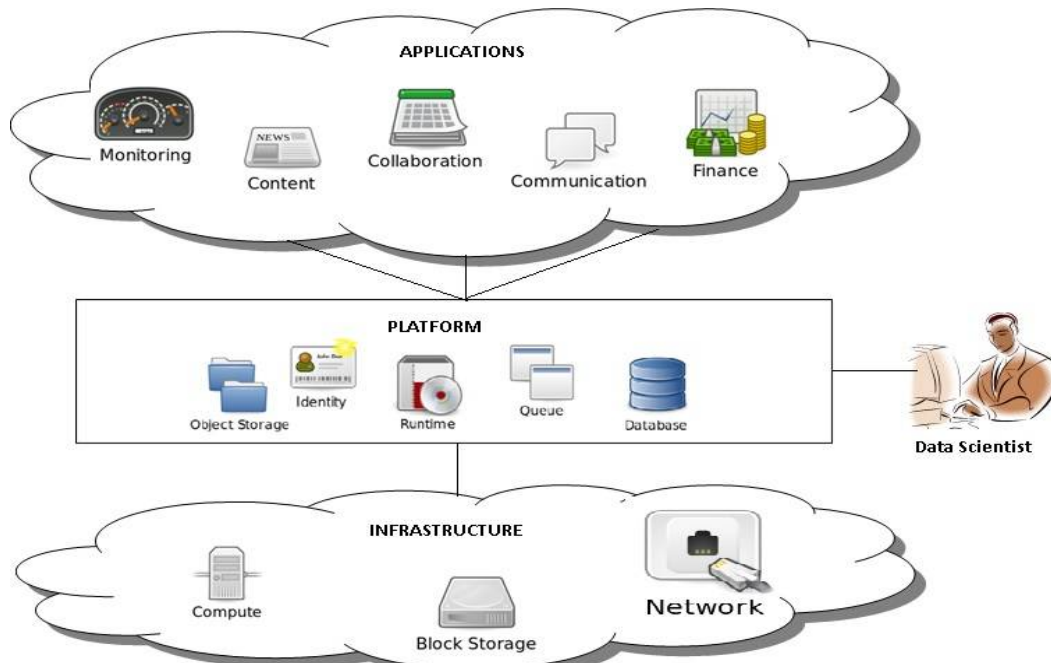 APPLICATIONS
Monitoring
NEWS
Content
Collaboration
Communication
Finance
PLATFORM
Object Storage
Identity
Runtime
Queue
Database
Data Scientist
INFRASTRUCTURE
Compute
Block Storage
Network